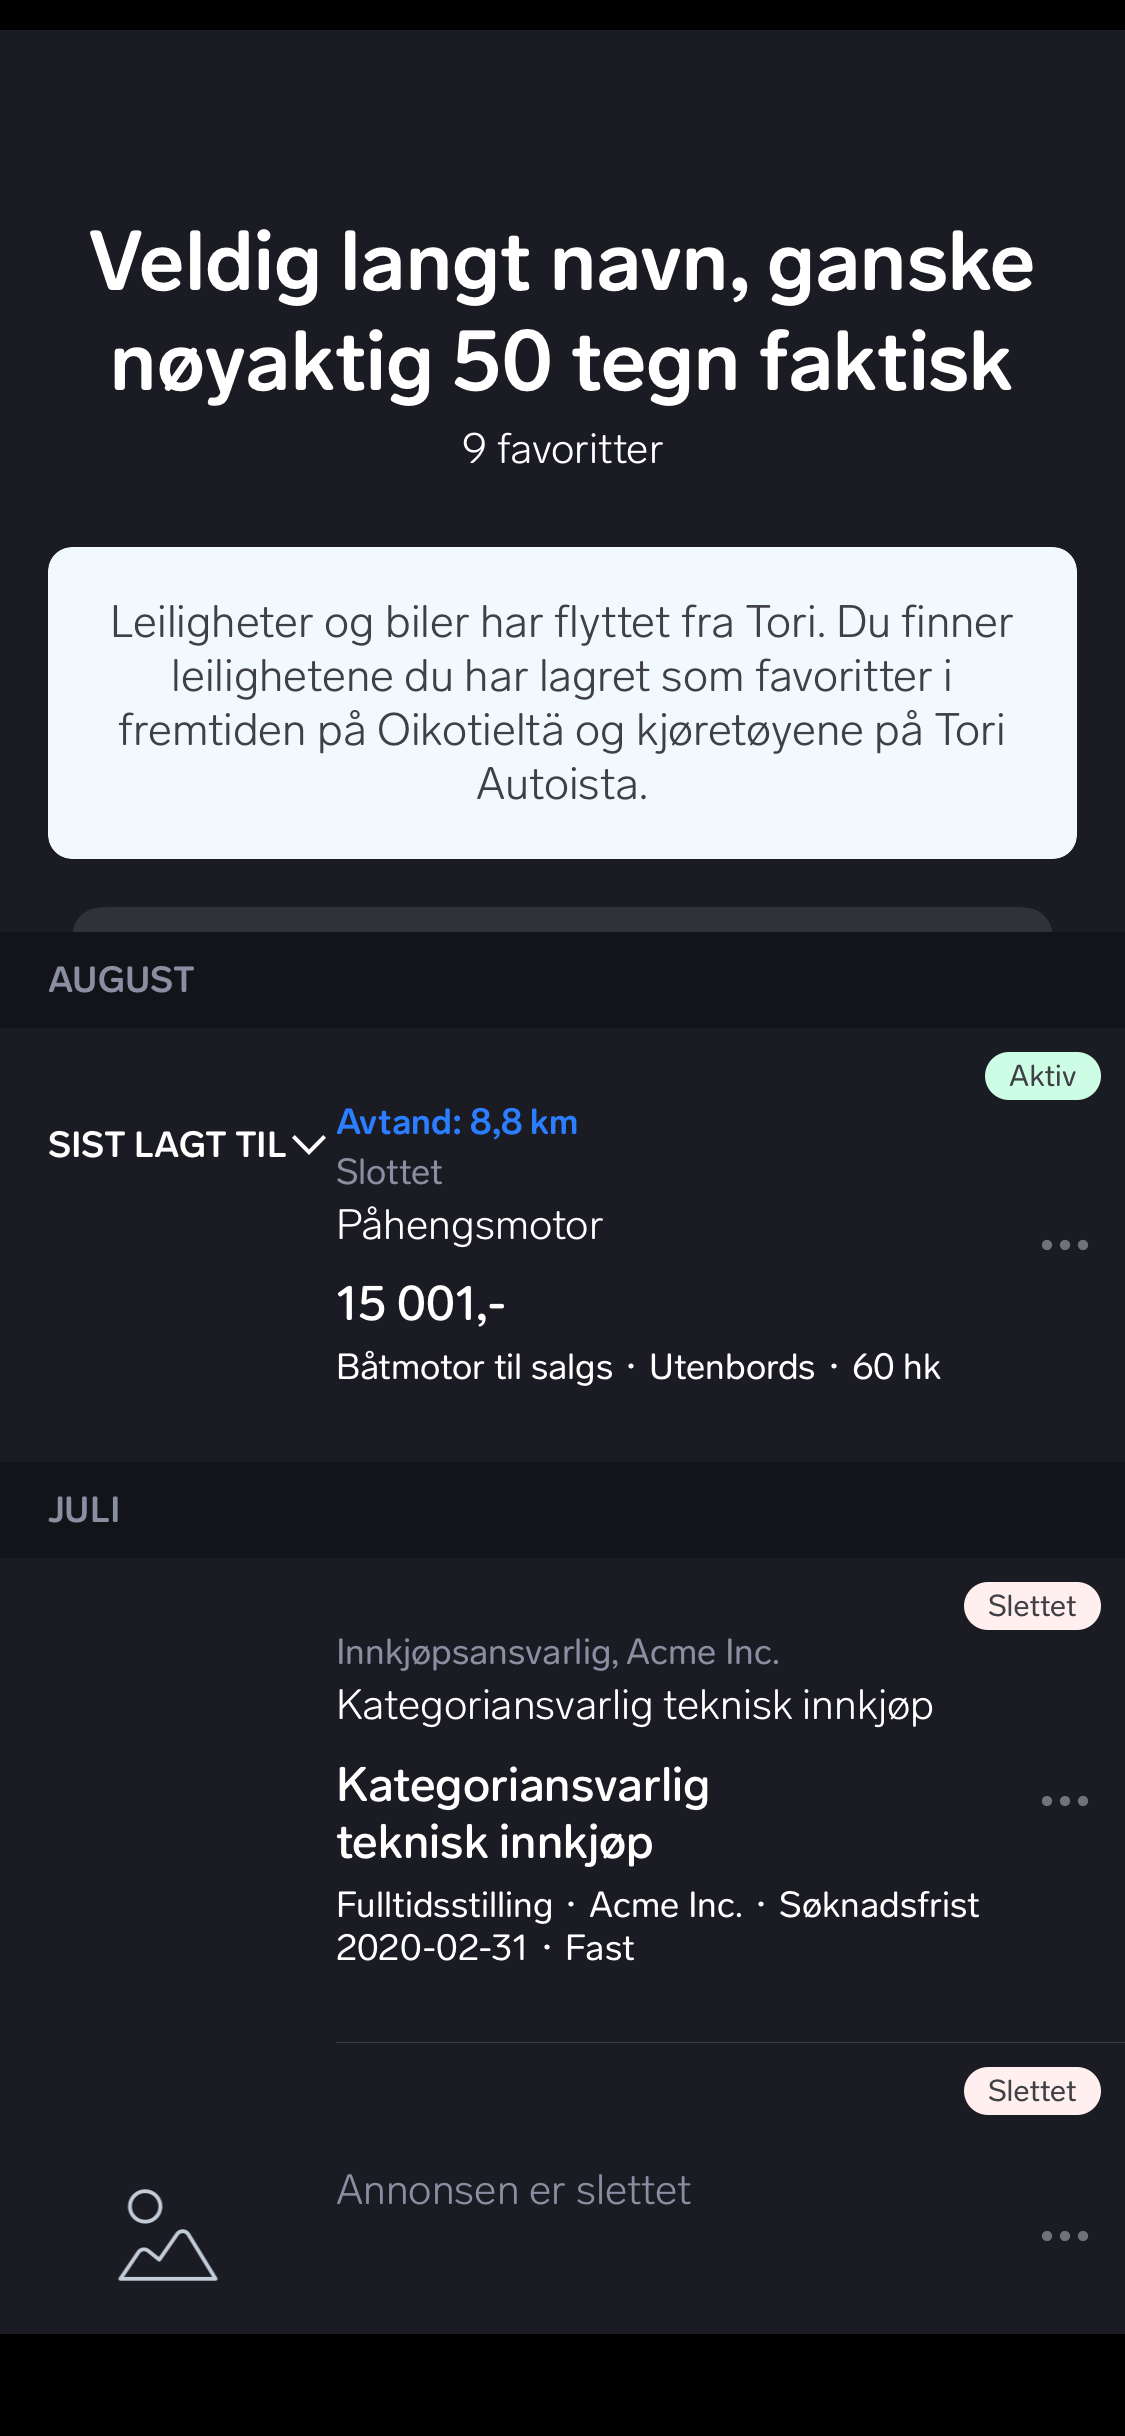 Veldig langt navn, ganske
nøyaktig 50 tegn faktisk
9 favoritter
Leiligheter og biler har flyttet fra Tori. Du finner
leilighetene du har lagret som favoritter i
fremtiden på Oikotieltä og kjøretøyene på Tori
Autoista.
AUGUST
Aktiv
SIST LAGT TIL
Avtand: 8,8 km
Slottet
Påhengsmotor
15 001,-
Båtmotor til salgs · Utenbords · 60 hk
JULI
Slettet
Innkjøpsansvarlig, Acme Inc.
Kategoriansvarlig teknisk innkjøp
Kategoriansvarlig
teknisk innkjøp
Fulltidsstilling · Acme Inc. · Søknadsfrist
2020-02-31 · Fast
Slettet
Annonsen er slettet